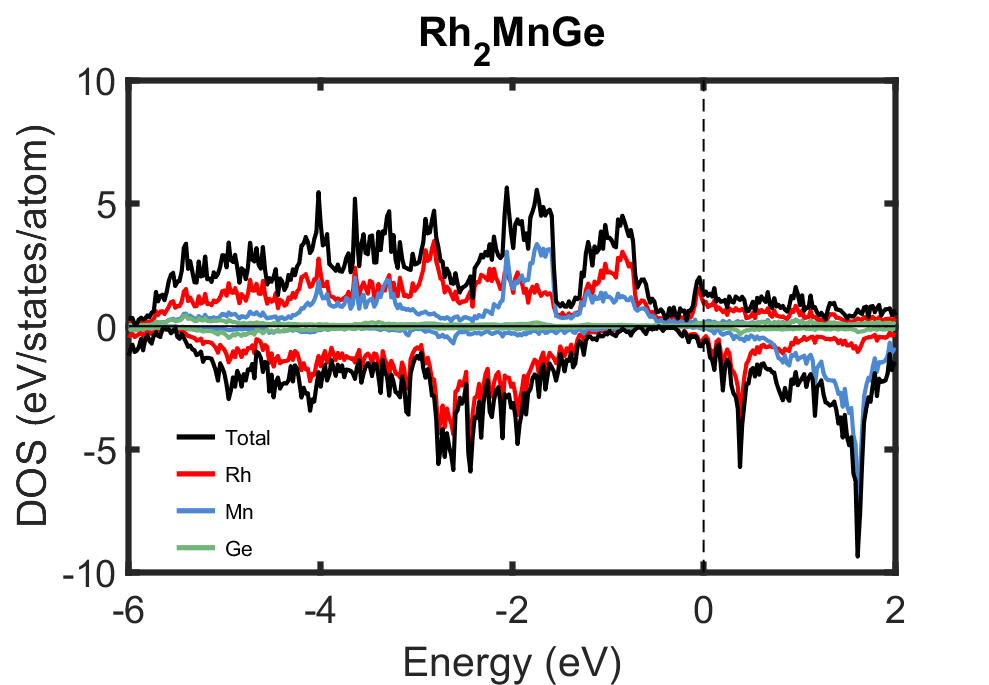 Rh2MnGe
10
5
0
-5
-10
DOS (eV/states/atom)
Total
Rh
Mn
Ge
-6
-4
-2
0
2
Energy (eV)